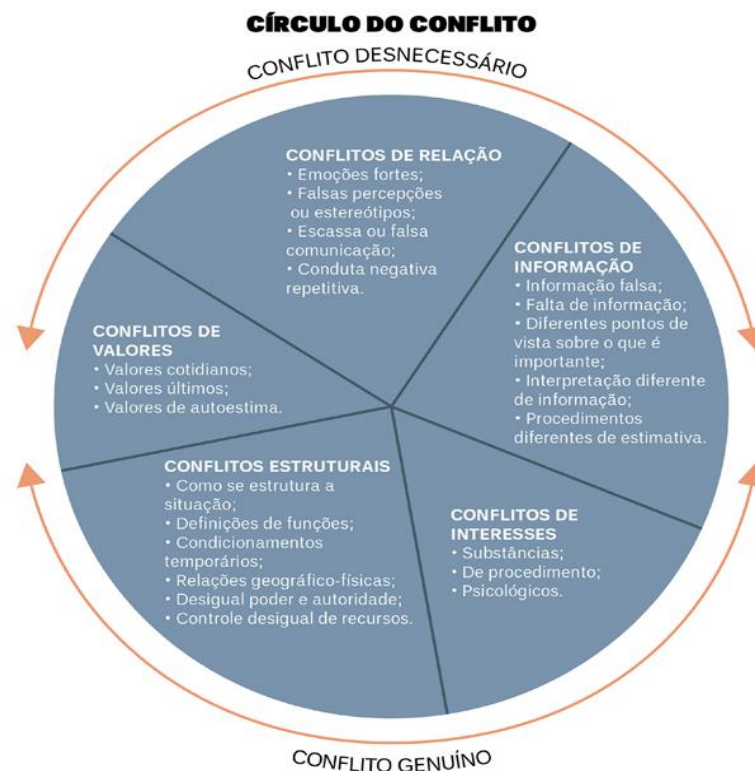 CÍRCULO DO CONFLITO
CONFLITO DESNECESSÁRIO
CONFLITOS DE RELAÇÃO
• Emoções fortes;
• Falsas percepções
ou estereótipos;
• Escassa ou falsa
comunicação;
• Conduta negativa
repetitiva.
CONFLITOS DE
INFORMAÇÃO
• Informação falsa;
• Falta de informação;
• Diferentes pontos de
vista sobre o que é
importante;
• Interpretação diferente
de informação;
• Procedimentos
diferentes de estimativa.
CONFLITOS DE
VALORES
• Valores cotidianos;
• Valores últimos;
• Valores de autoestima.
CONFLITOS ESTRUTURAIS
• Como se estrutura a
situação;
• Definições de funções;
• Condicionamentos
temporários;
• Relações geográfico-físicas;
• Desigual poder e autoridade;
• Controle desigual de recursos.
CONFLITOS DE
INTERESSES
• Substâncias;
• De procedimento;
• Psicológicos.
CONFLITO GENUÍNO